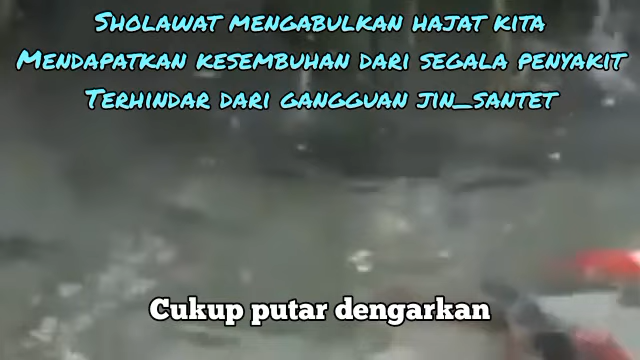 Sholawat mengabulkan hajat kita
Mendapatkan kesembuhan dari segala penyakit
Terhindar dari gangguan jin_santet
Cukup putar dengarkan